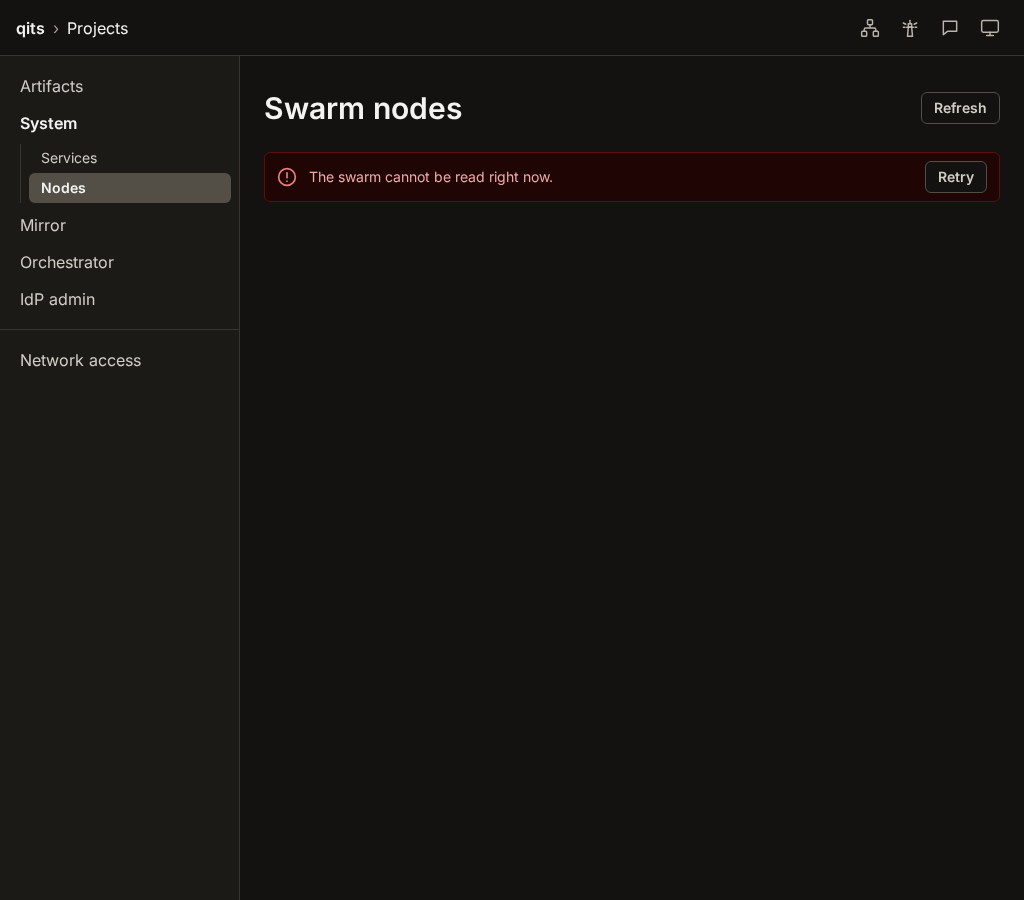 qits › Projects
Artifacts
System
Services
Nodes
Mirror
Orchestrator
IdP admin
Network access
Swarm nodes
Refresh
The swarm cannot be read right now.
Retry